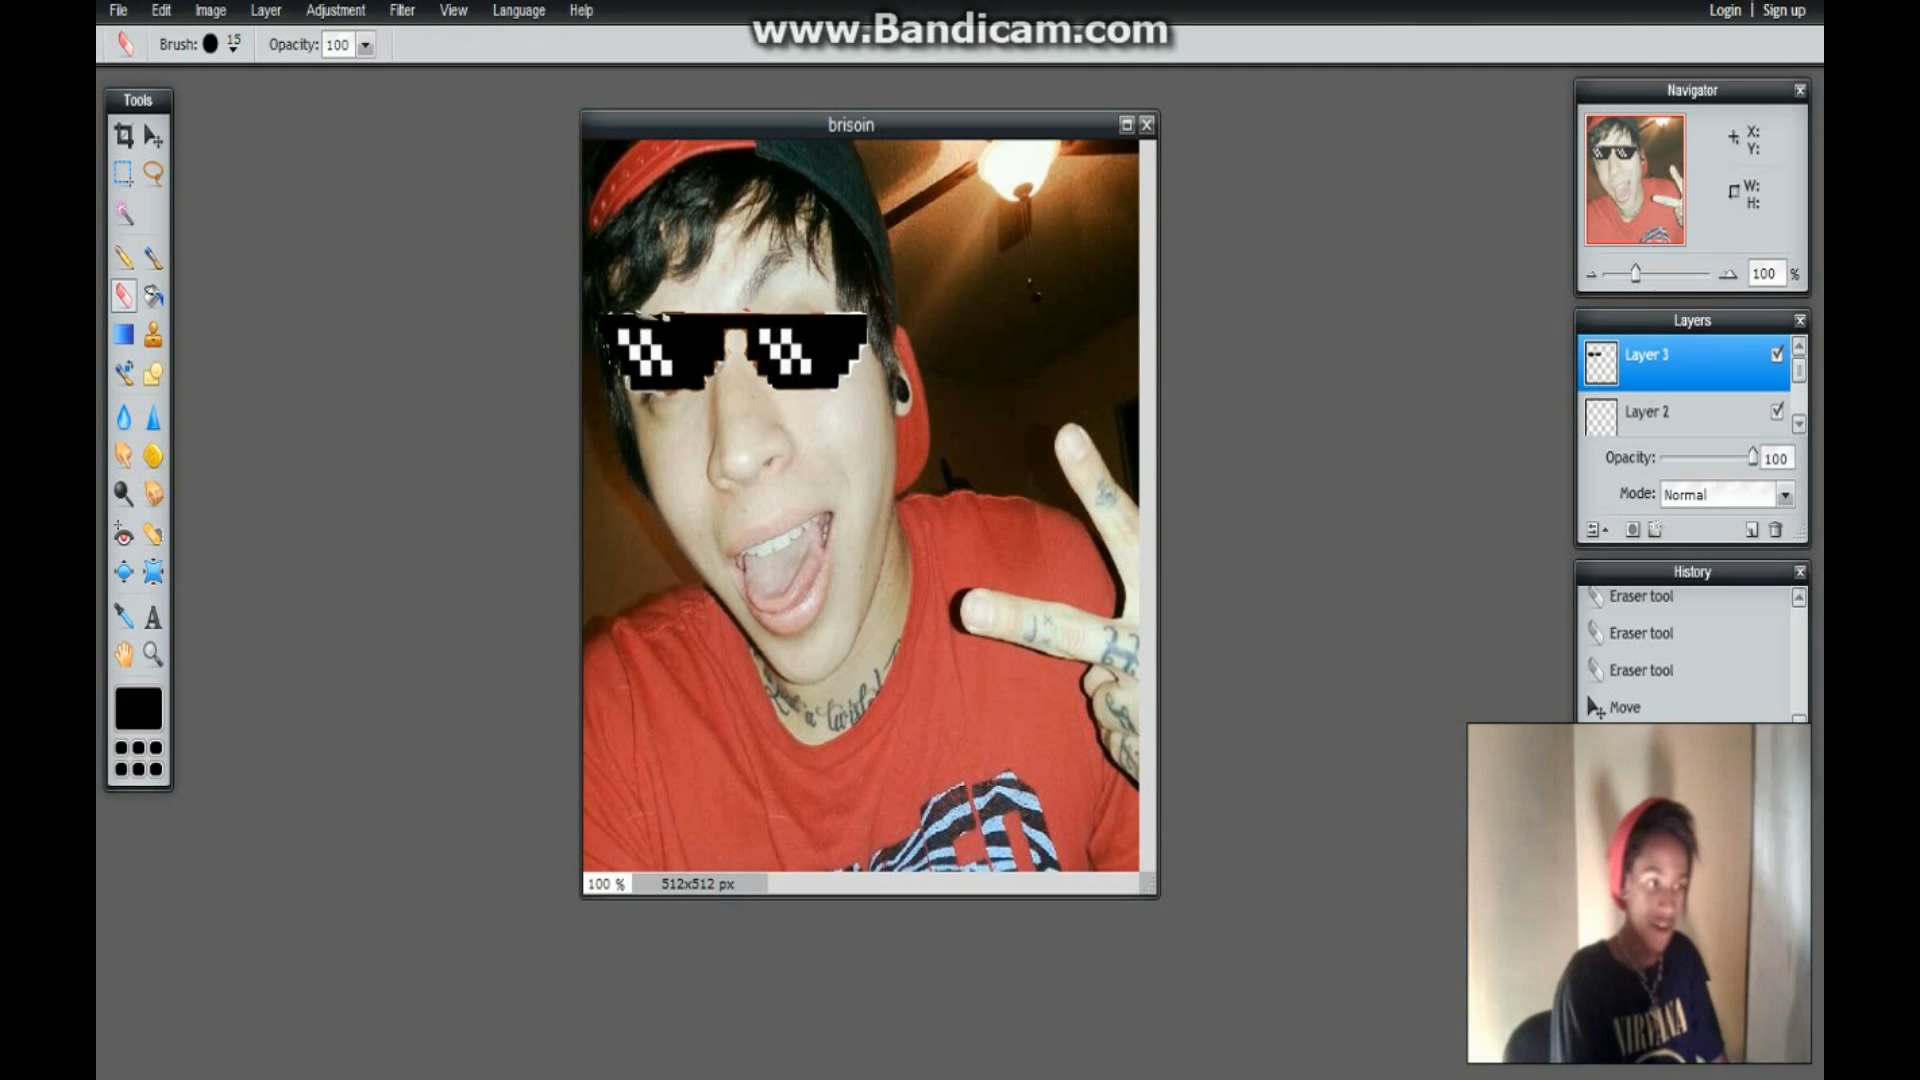 File Edit Image Layer Adjustment Filter View Language Help
Login | Sign up
www.Bandicam.com
Brush: 15 Opacity: 100
Tools
brisoin
Navigator
X:
Y:
W:
H:
100 %
Layers
Layer 3
Layer 2
Opacity: 100
Mode: Normal
History
Eraser tool
Eraser tool
Eraser tool
Move
100 % 512x512 px
A
NIRVANA